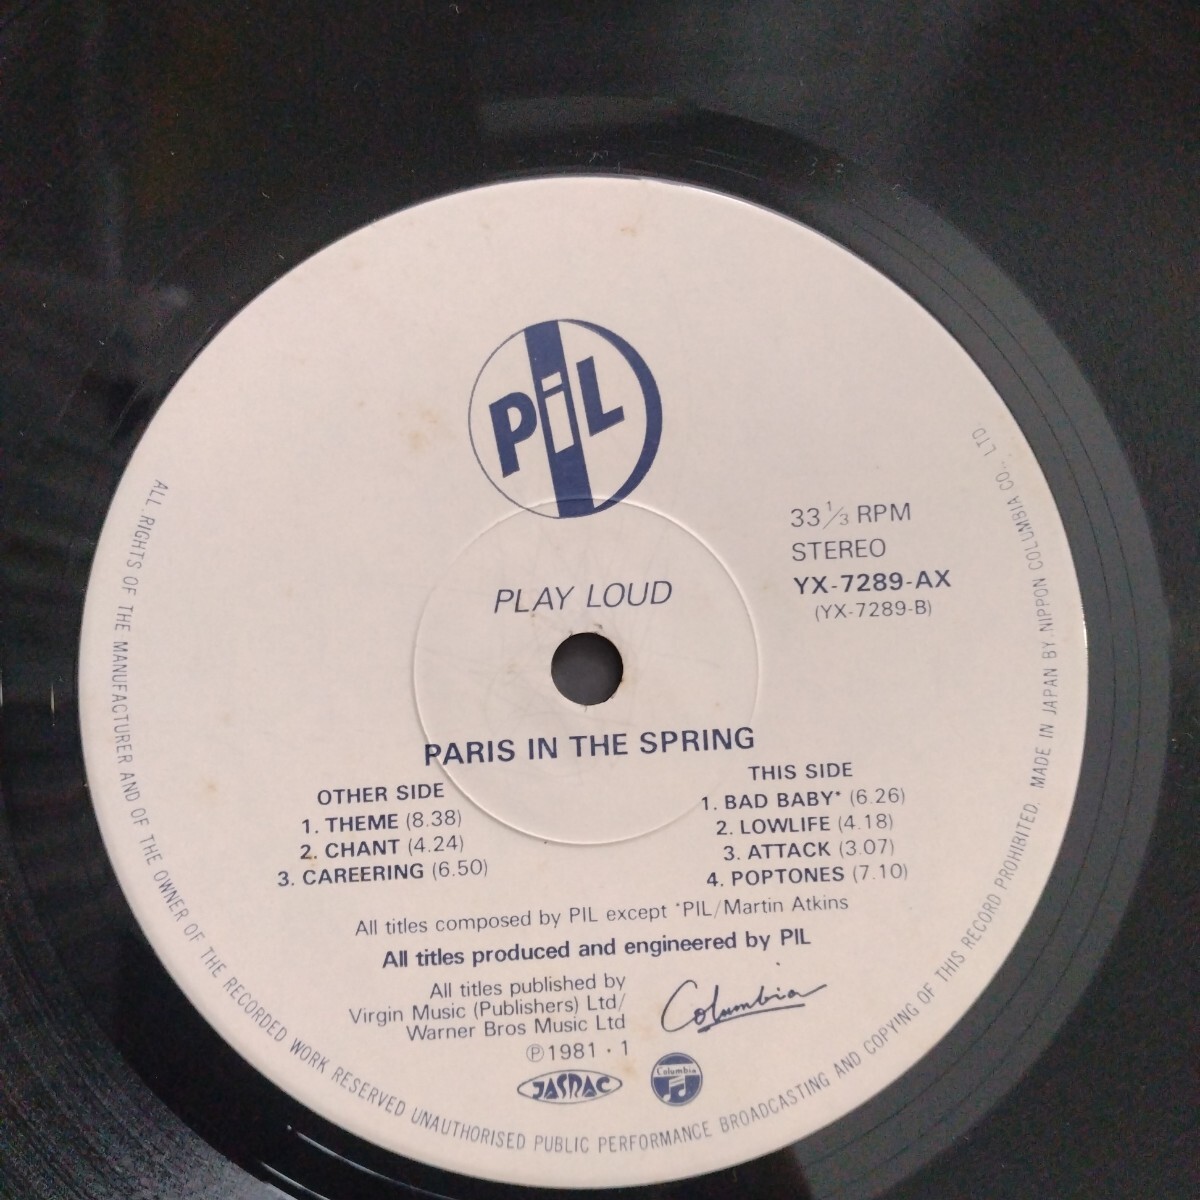 PiL
33 1/3 RPM
STEREO
YX-7289-AX
(YX-7289-B)
PLAY LOUD
PARIS IN THE SPRING
OTHER SIDE
1. THEME (8.38)
2. CHANT (4.24)
3. CAREERING (6.50)
THIS SIDE
1. BAD BABY* (6.26)
2. LOWLIFE (4.18)
3. ATTACK (3.07)
4. POPTONES (7.10)
All titles composed by PIL except *PIL/Martin Atkins
All titles produced and engineered by PIL
All titles published by
Virgin Music (Publishers) Ltd/
Warner Bros Music Ltd
℗1981・1
Columbia
JASRAC
Columbia
ALL RIGHTS OF THE MANUFACTURER AND OF THE OWNER OF THE RECORDED WORK RESERVED UNAUTHORISED PUBLIC PERFORMANCE BROADCASTING AND COPYING OF THIS RECORD PROHIBITED. MADE IN JAPAN BY NIPPON COLUMBIA CO., LTD.